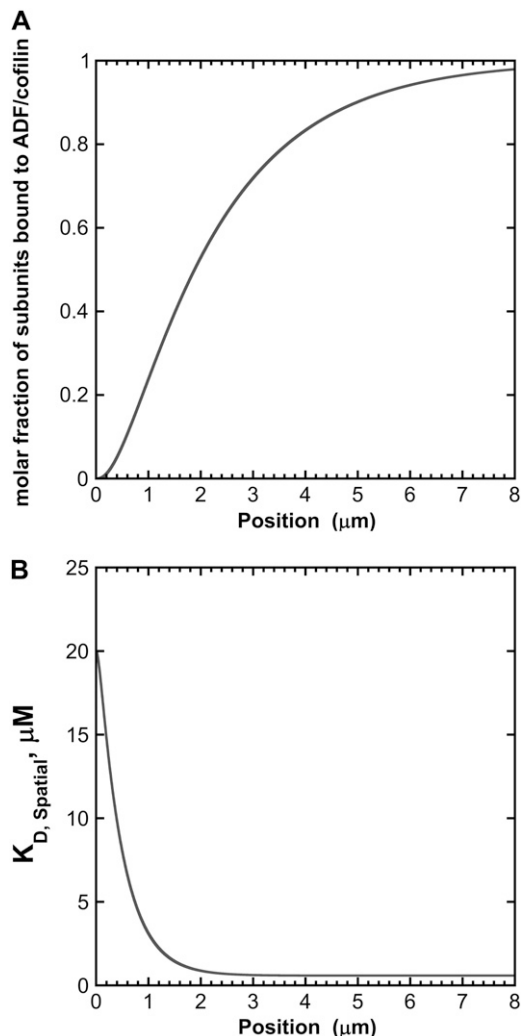 A
molar fraction of subunits bound to ADF/cofilin
1
0.8
0.6
0.4
0.2
0
0 1 2 3 4 5 6 7 8
Position (μm)
B
K_D, Spatial, μM
25
20
15
10
5
0
0 1 2 3 4 5 6 7 8
Position (μm)